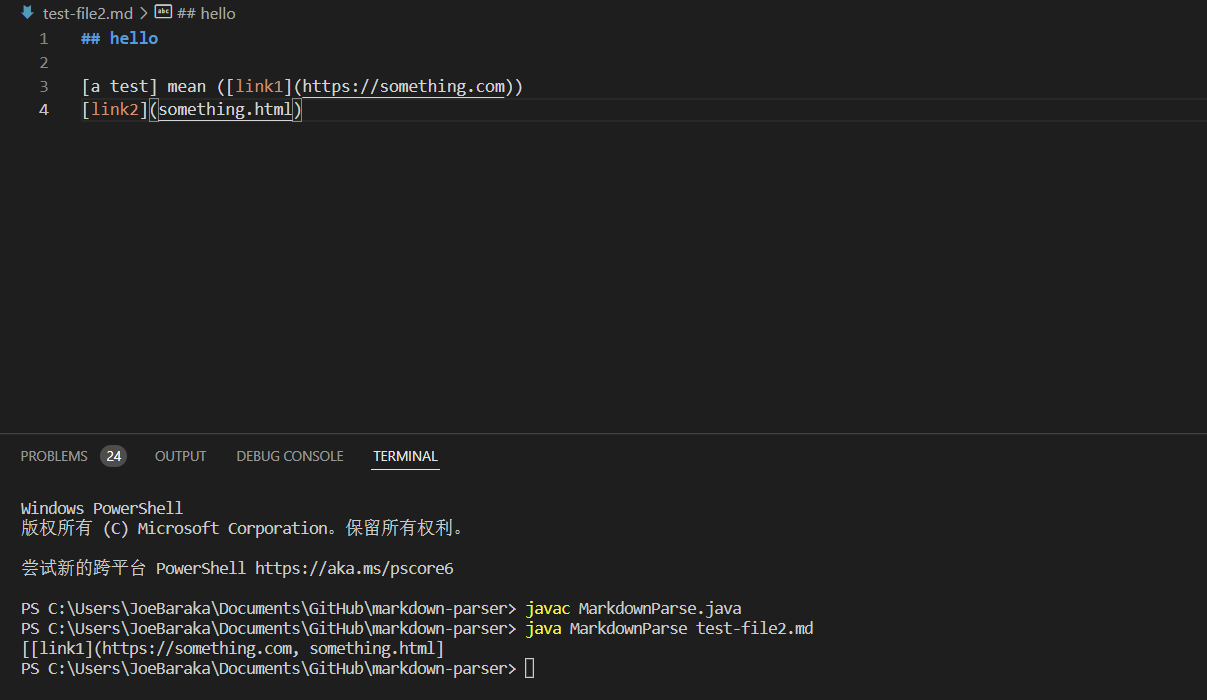 test-file2.md > ## hello
1 ## hello
2
3 [a test] mean ([link1](https://something.com))
4 [link2](something.html)
PROBLEMS 24 OUTPUT DEBUG CONSOLE TERMINAL
Windows PowerShell
版权所有 (C) Microsoft Corporation。保留所有权利。
尝试新的跨平台 PowerShell https://aka.ms/pscore6
PS C:\Users\JoeBaraka\Documents\GitHub\markdown-parser> javac MarkdownParse.java
PS C:\Users\JoeBaraka\Documents\GitHub\markdown-parser> java MarkdownParse test-file2.md
[[link1](https://something.com, something.html]
PS C:\Users\JoeBaraka\Documents\GitHub\markdown-parser>